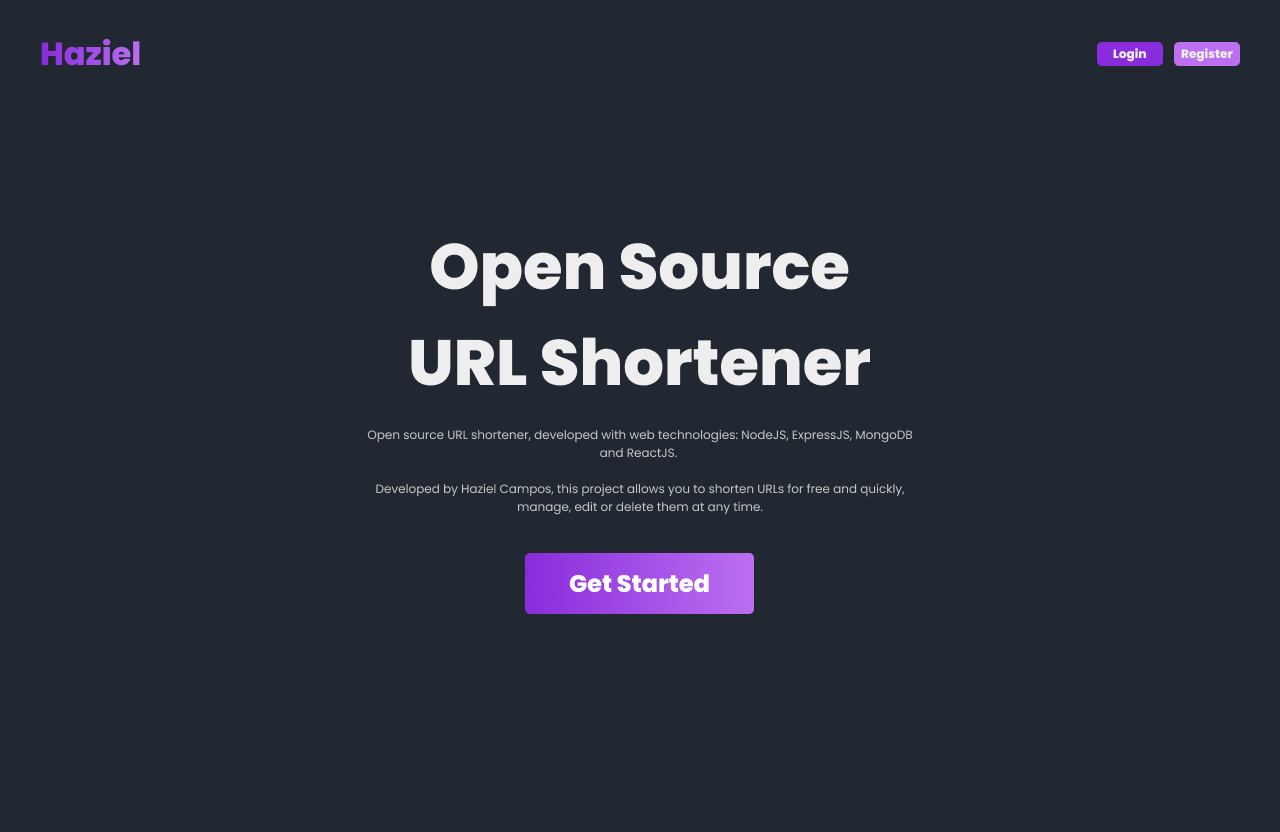 Haziel
Login
Register
Open Source
URL Shortener
Open source URL shortener, developed with web technologies: NodeJS, ExpressJS, MongoDB
and ReactJS.
Developed by Haziel Campos, this project allows you to shorten URLs for free and quickly,
manage, edit or delete them at any time.
Get Started